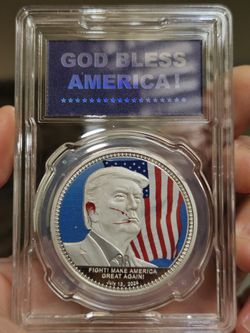 GOD BLESS
AMERICA!
FIGHT! MAKE AMERICA
GREAT AGAIN!
July 13, 2024